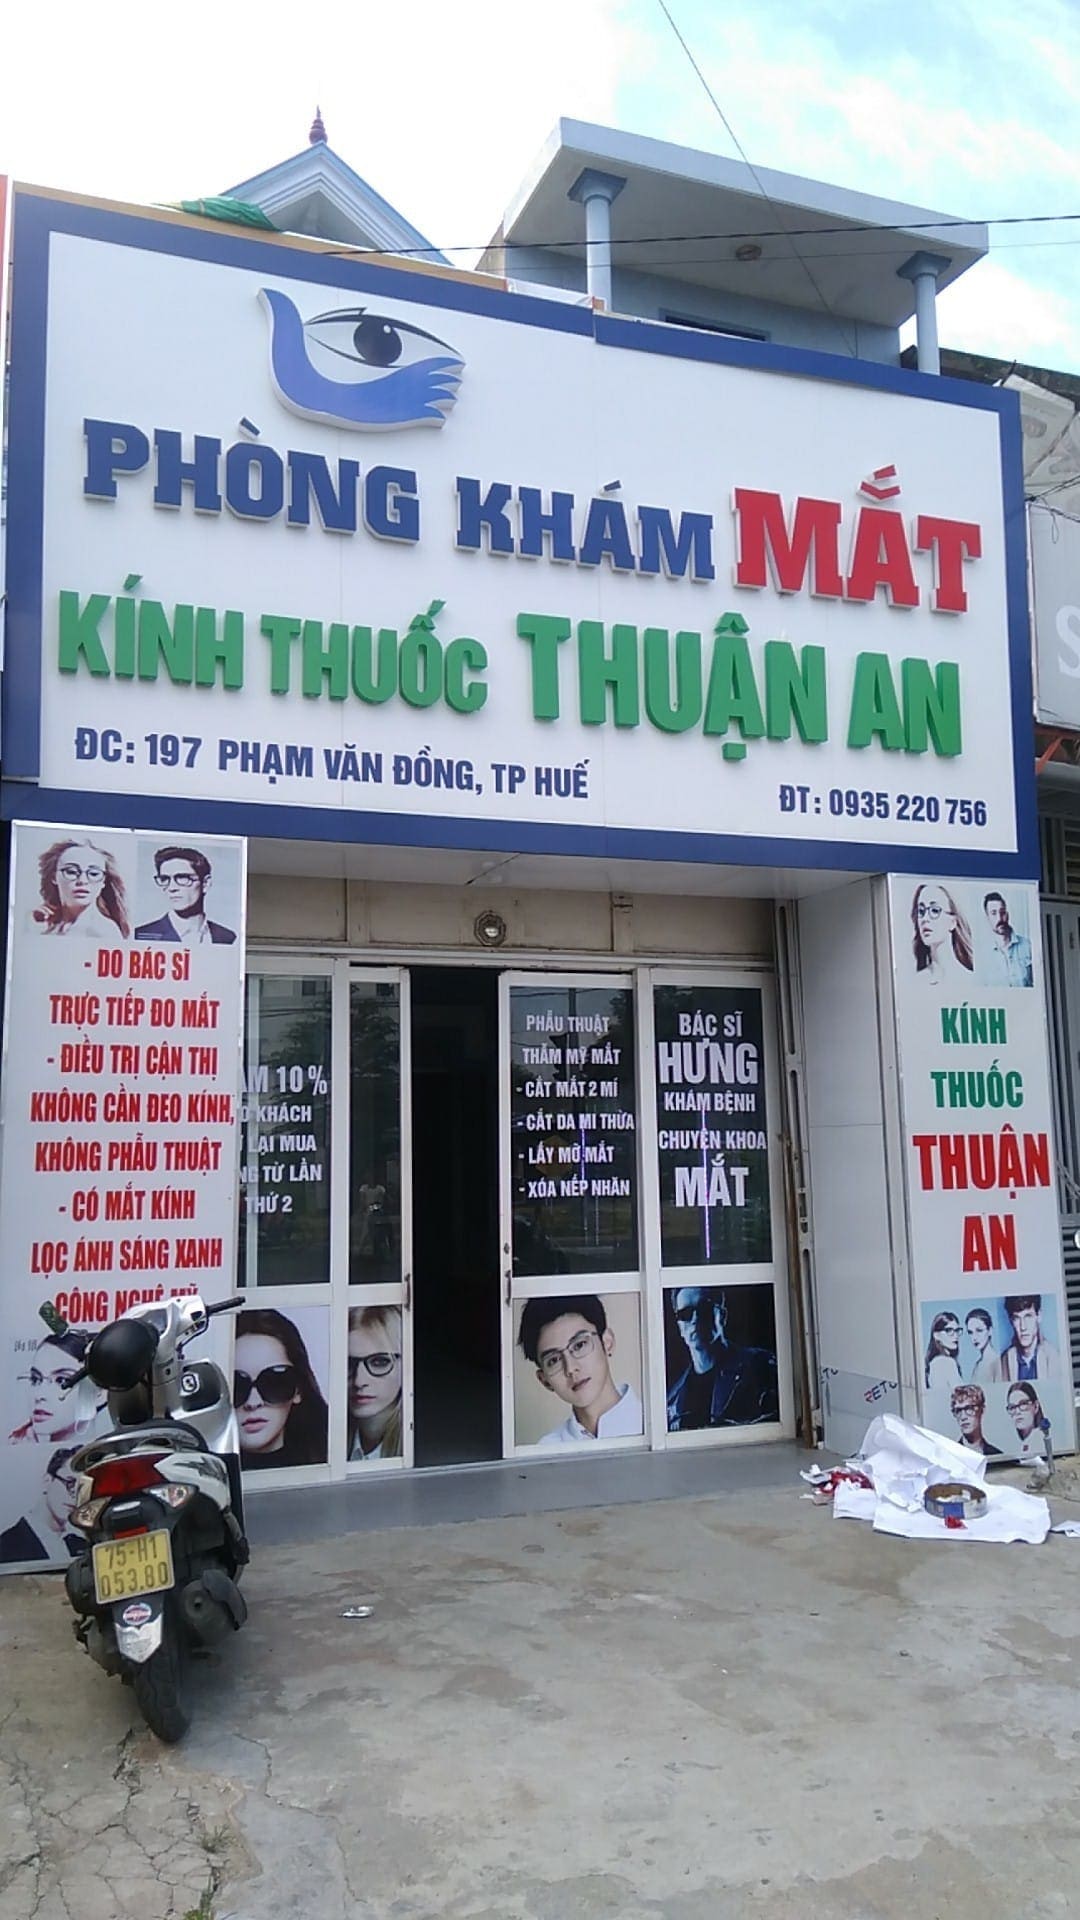 PHÒNG KHÁM MẮT
KÍNH THUỐC THUẬN AN
ĐC: 197 PHẠM VĂN ĐỒNG, TP HUẾ
ĐT: 0935 220 756
- DO BÁC SĨ
TRỰC TIẾP ĐO MẮT
- ĐIỀU TRỊ CẬN THỊ
KHÔNG CẦN ĐEO KÍNH,
KHÔNG PHẪU THUẬT
- CÓ MẮT KÍNH
LỌC ÁNH SÁNG XANH
CÔNG NGHỆ MỸ
10%
KHÁCH
LẠI MUA
TỪ LẦN
THỨ 2
PHẪU THUẬT
THẨM MỸ MẮT
- CẮT MẮT 2 MÍ
- CẮT DA MI THỪA
- LẤY MỠ MẮT
- XÓA NẾP NHĂN
BÁC SĨ
HƯNG
KHÁM BỆNH
CHUYÊN KHOA
MẮT
KÍNH
THUỐC
THUẬN
AN
75-H1
053.80